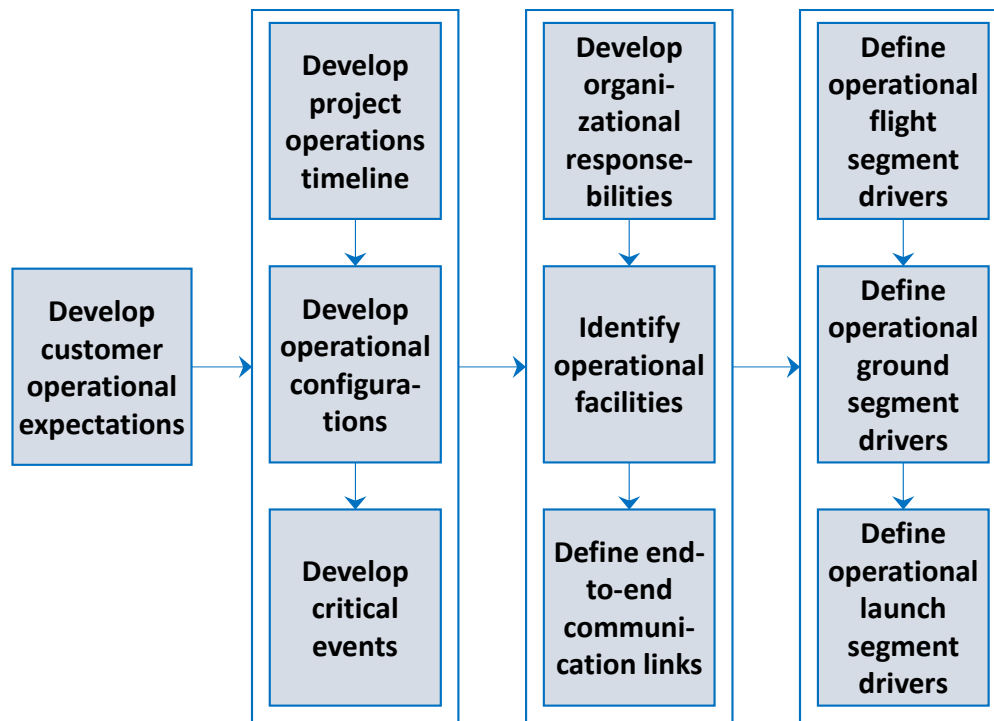 Develop
customer
operational
expectations
Develop
project
operations
timeline
Develop
operational
configura-
tions
Develop
critical
events
Develop
organi-
zational
response-
bilities
Identify
operational
facilities
Define end-
to-end
communi-
cation links
Define
operational
flight
segment
drivers
Define
operational
ground
segment
drivers
Define
operational
launch
segment
drivers